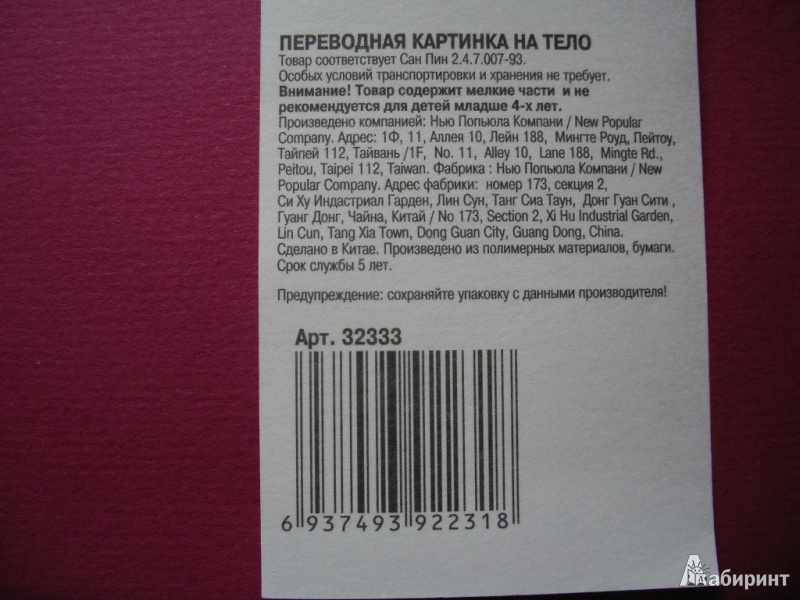 ПЕРЕВОДНАЯ КАРТИНКА НА ТЕЛО
Товар соответствует Сан Пин 2.4.7.007-93.
Особых условий транспортировки и хранения не требует.
Внимание! Товар содержит мелкие части и не
рекомендуется для детей младше 4-х лет.
Произведено компанией: Нью Попьюла Компани / New Popular
Company. Адрес: 1Ф, 11, Аллея 10, Лейн 188, Мингте Роуд, Пейтоу,
Тайпей 112, Тайвань /1F, No. 11, Alley 10, Lane 188, Mingte Rd.,
Peitou, Taipei 112, Taiwan. Фабрика : Нью Попьюла Компани / New
Popular Company. Адрес фабрики: номер 173, секция 2,
Си Ху Индастриал Гарден, Лин Сун, Танг Сиа Таун, Донг Гуан Сити ,
Гуанг Донг, Чайна, Китай / No 173, Section 2, Xi Hu Industrial Garden,
Lin Cun, Tang Xia Town, Dong Guan City, Guang Dong, China.
Сделано в Китае. Произведено из полимерных материалов, бумаги.
Срок службы 5 лет.
Предупреждение: сохраняйте упаковку с данными производителя!
Арт. 32333
6 937493 922318
Лабиринт